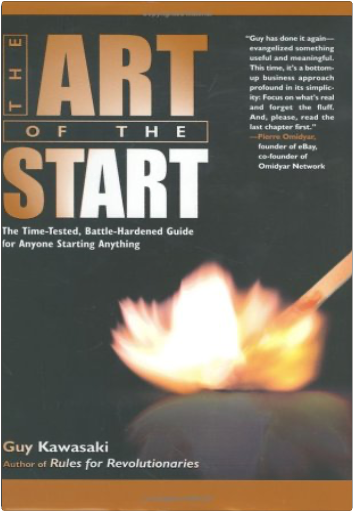 THE
ART
OF THE
START
The Time-Tested, Battle-Hardened Guide
for Anyone Starting Anything
"Guy has done it again—
evangelized something
useful and meaningful.
This time, it's a bottom-
up business approach
profound in its simplic-
ity: Focus on what's real
and forget the fluff.
And, please, read the
last chapter first."
—Pierre Omidyar,
founder of eBay,
co-founder of
Omidyar Network
Guy Kawasaki
Author of Rules for Revolutionaries